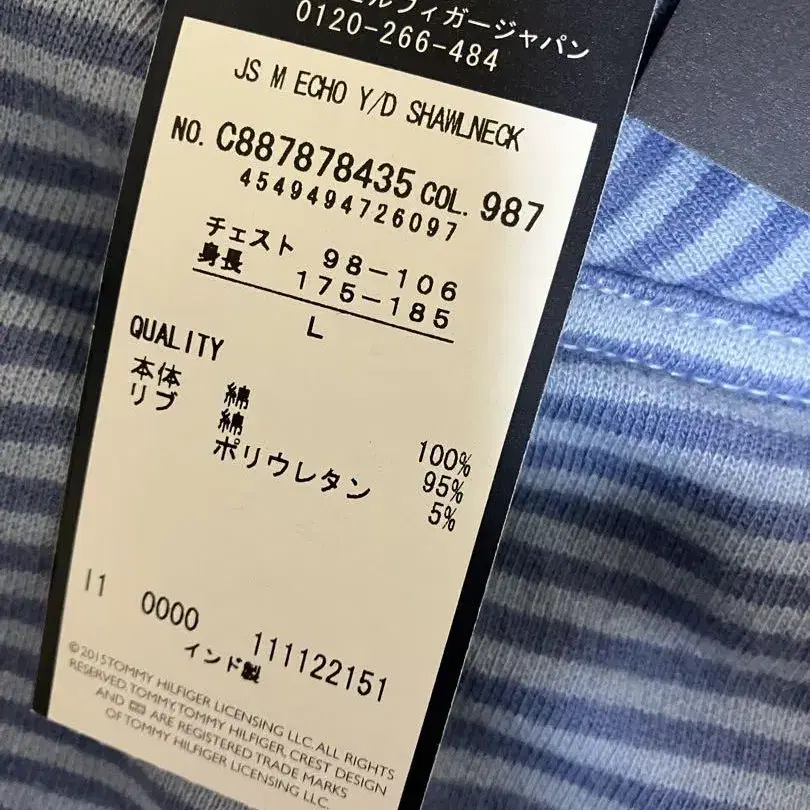 ヒルフィガージャパン
0120-266-484
JS M ECHO Y/D SHAWLNECK
NO. C887878435 COL. 987
4549494726097
チェスト 98-106
身長 175-185
L
QUALITY
本体 綿 100%
リブ 綿 95%
ポリウレタン 5%
I1 0000 111122151
インド製
©2015 TOMMY HILFIGER LICENSING LLC. ALL RIGHTS
RESERVED. TOMMY, TOMMY HILFIGER, CREST DESIGN
AND ARE REGISTERED TRADE MARKS
OF TOMMY HILFIGER LICENSING LLC.